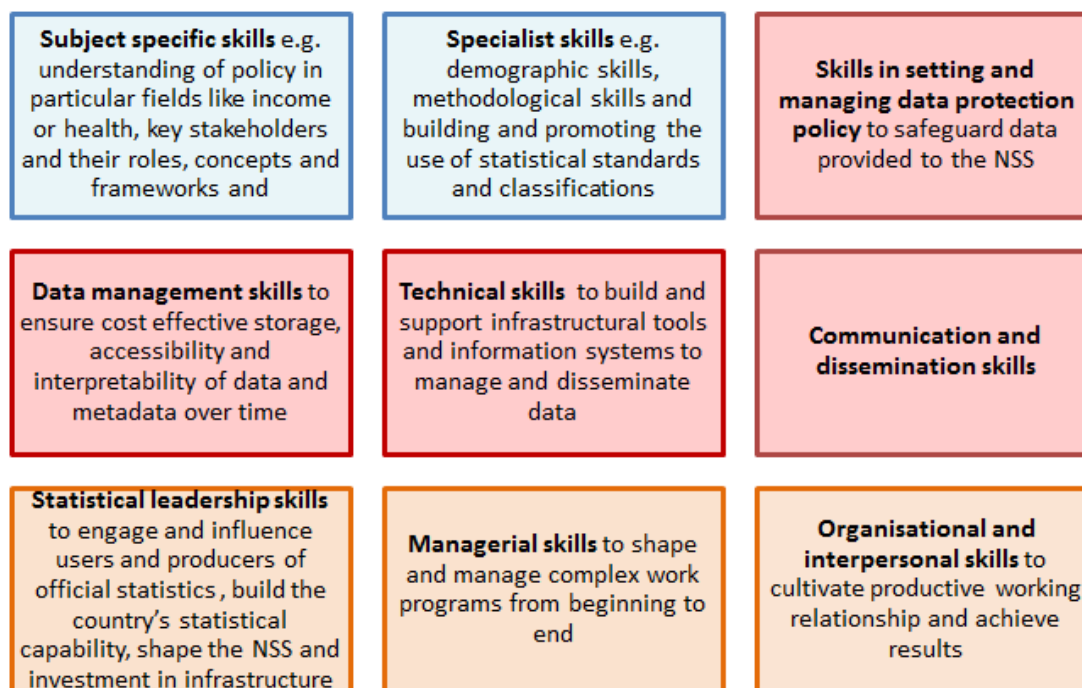 Subject specific skills e.g.
understanding of policy in
particular fields like income
or health, key stakeholders
and their roles, concepts and
frameworks and
Specialist skills e.g.
demographic skills,
methodological skills and
building and promoting the
use of statistical standards
and classifications
Skills in setting and
managing data protection
policy to safeguard data
provided to the NSS
Data management skills to
ensure cost effective storage,
accessibility and
interpretability of data and
metadata over time
Technical skills to build and
support infrastructural tools
and information systems to
manage and disseminate
data
Communication and
dissemination skills
Statistical leadership skills
to engage and influence
users and producers of
official statistics , build the
country's statistical
capability, shape the NSS and
investment in infrastructure
Managerial skills to shape
and manage complex work
programs from beginning to
end
Organisational and
interpersonal skills to
cultivate productive working
relationship and achieve
results